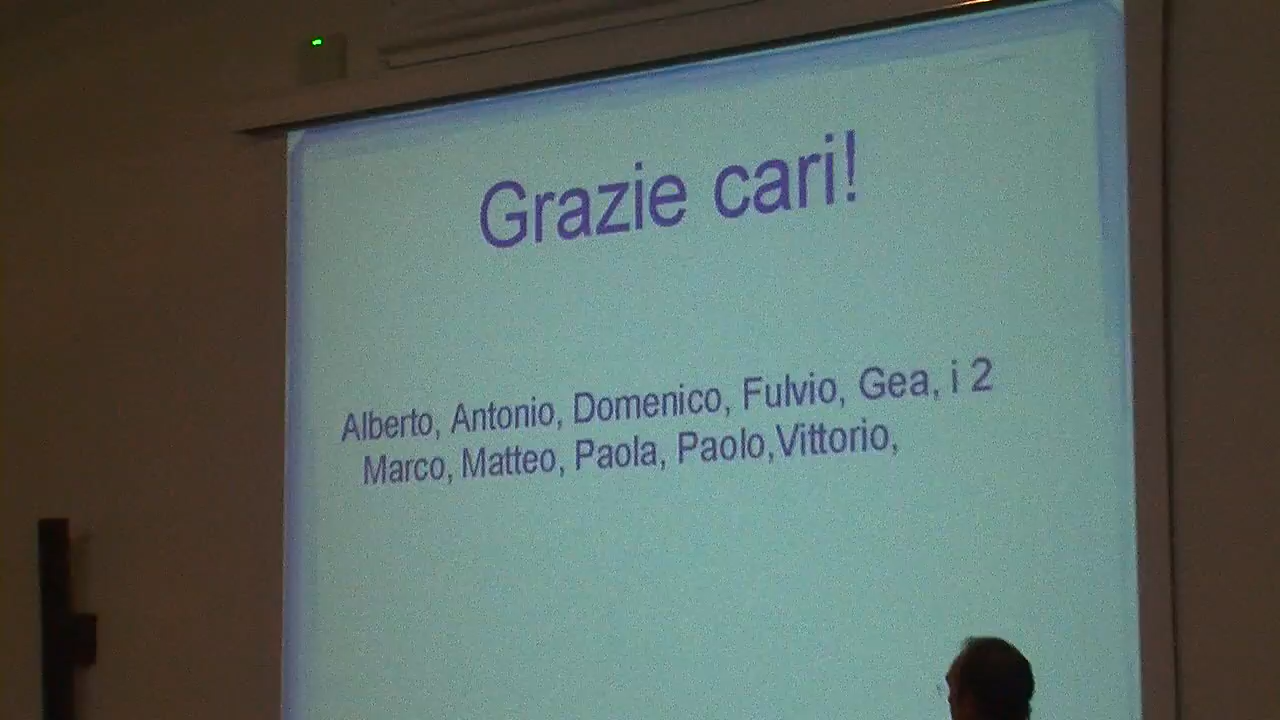 Grazie cari!
Alberto, Antonio, Domenico, Fulvio, Gea, i 2
Marco, Matteo, Paola, Paolo,Vittorio,